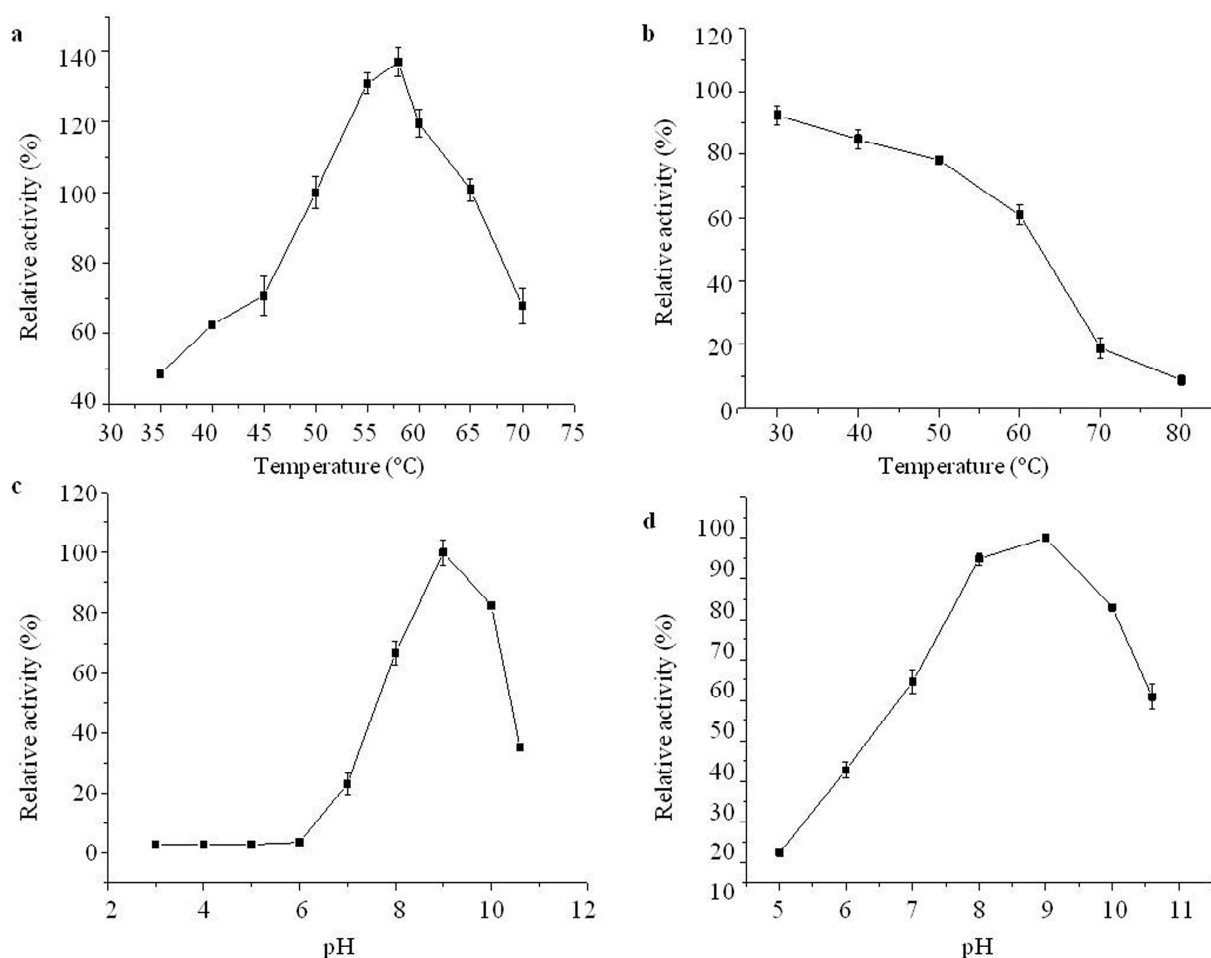 a
Relative activity (%)
140
120
100
80
60
40
30 35 40 45 50 55 60 65 70 75
Temperature (°C)
b
Relative activity (%)
120
100
80
60
40
20
0
30 40 50 60 70 80
Temperature (°C)
c
Relative activity (%)
120
100
80
60
40
20
0
2 4 6 8 10 12
pH
d
Relative activity (%)
100
90
80
70
60
50
40
30
20
10
5 6 7 8 9 10 11
pH